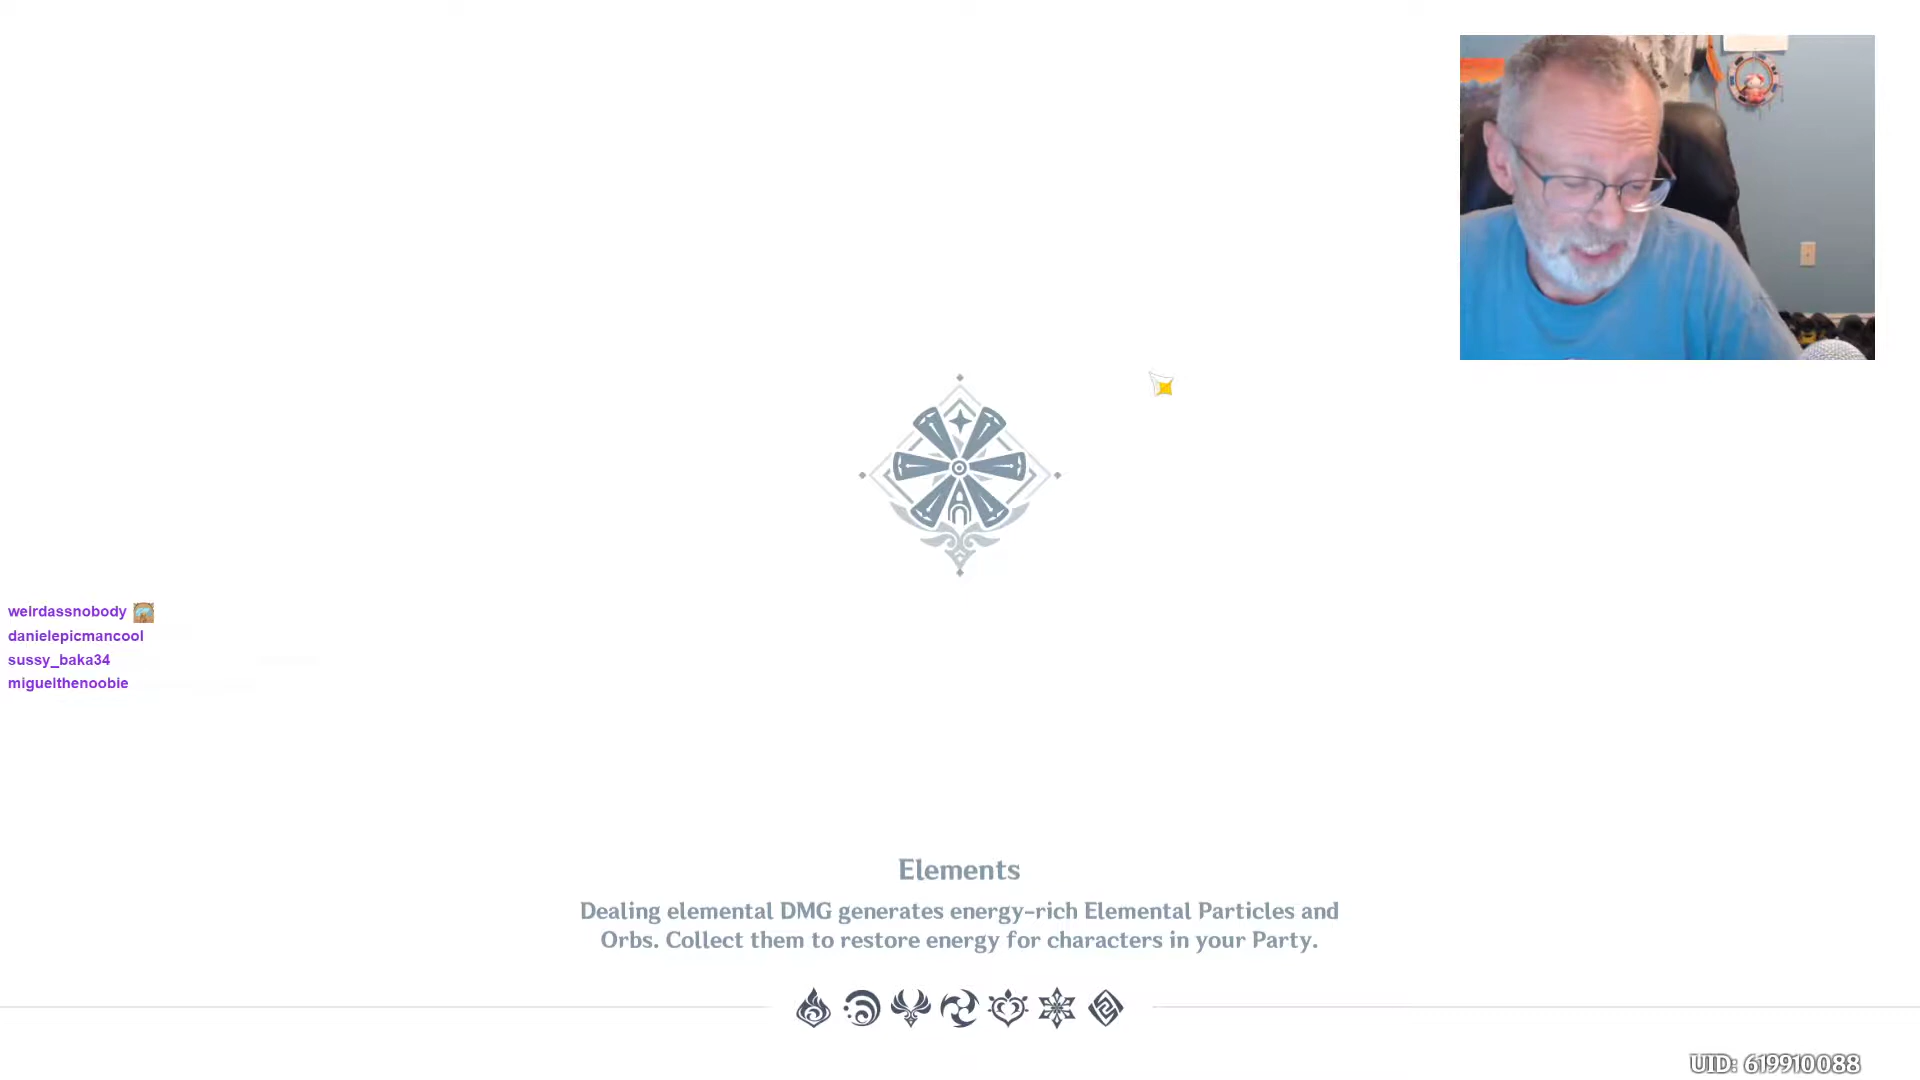 weirdassnobody
danielepicmancool
sussy_baka34
miguelthenoobie
Elements
Dealing elemental DMG generates energy-rich Elemental Particles and
Orbs. Collect them to restore energy for characters in your Party.
UID: 619910088